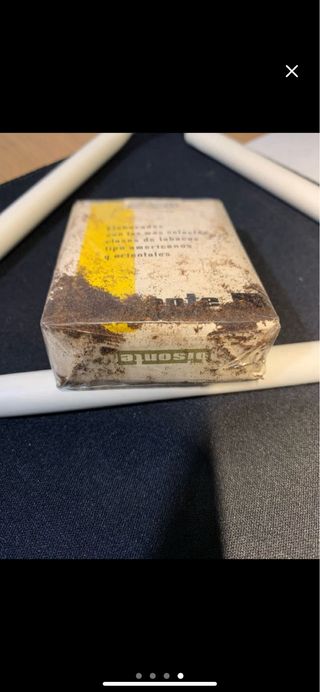 Elaborados
con las más selectas
clases de tabacos
tipo americanos
y orientales
bisonte